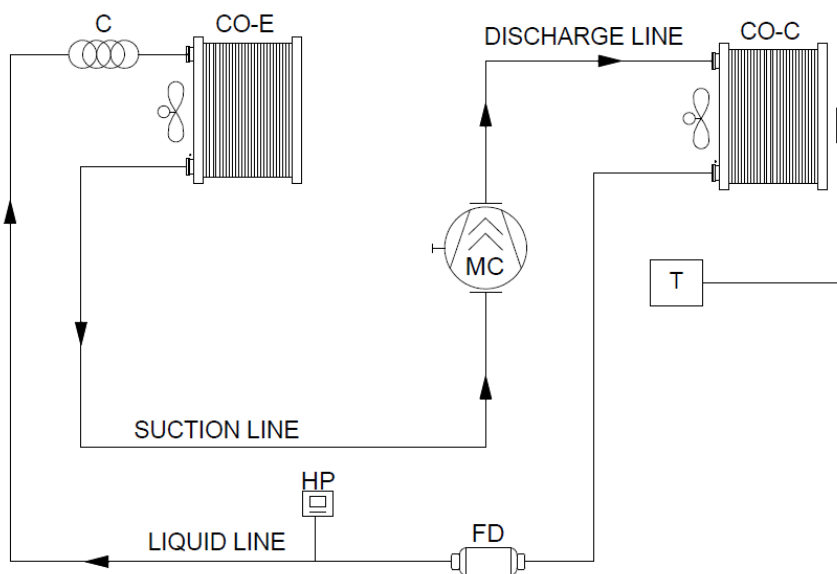 C
CO-E
DISCHARGE LINE
CO-C
MC
T
SUCTION LINE
HP
LIQUID LINE
FD